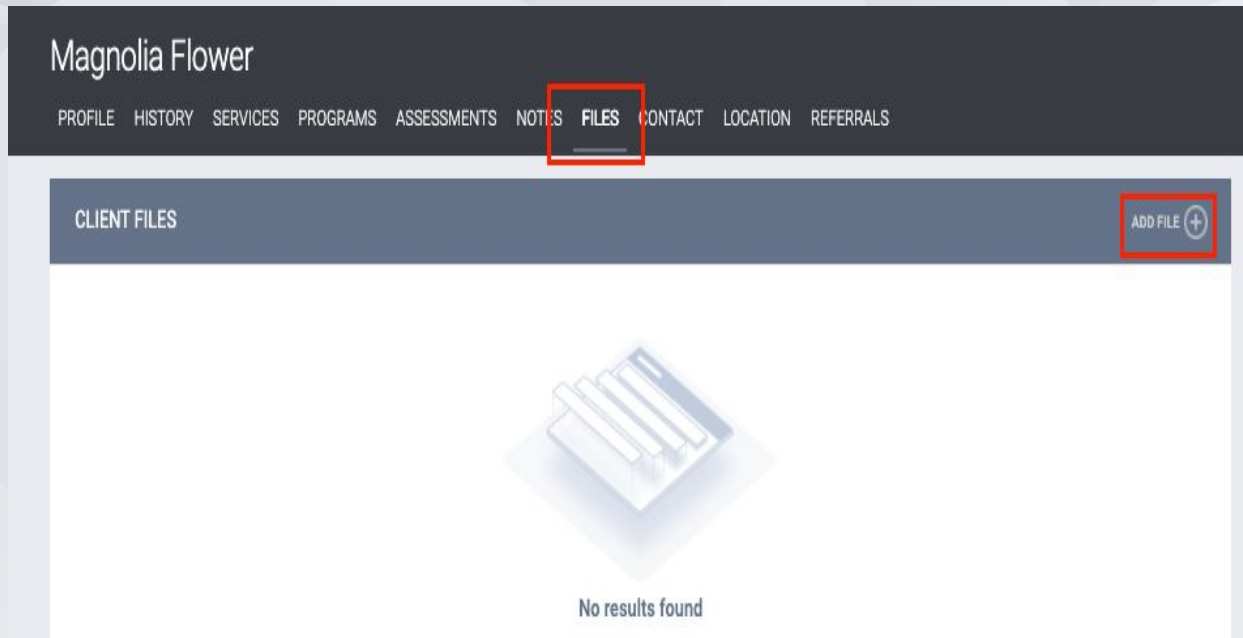 Magnolia Flower
PROFILE HISTORY SERVICES PROGRAMS ASSESSMENTS NOTES FILES CONTACT LOCATION REFERRALS
CLIENT FILES ADD FILE
No results found